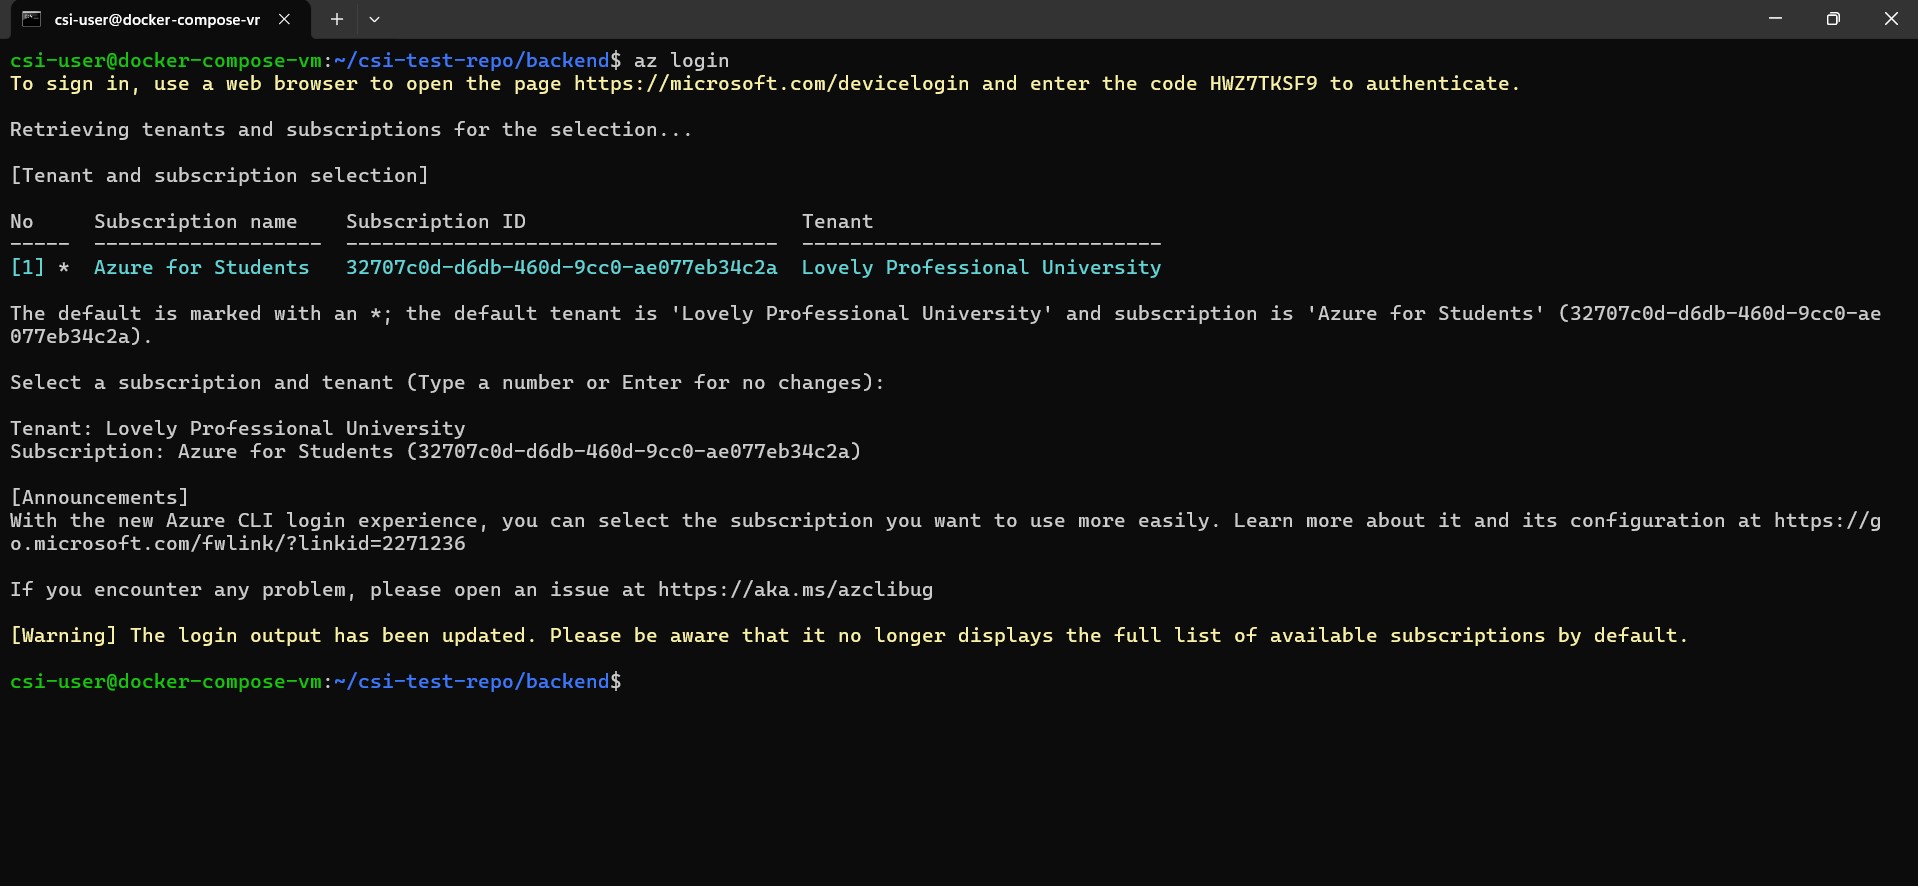 csi-user@docker-compose-vr
csi-user@docker-compose-vm:~/csi-test-repo/backend$ az login
To sign in, use a web browser to open the page https://microsoft.com/devicelogin and enter the code HWZ7TKSF9 to authenticate.
Retrieving tenants and subscriptions for the selection...
[Tenant and subscription selection]
No     Subscription name    Subscription ID                       Tenant
-----  -------------------  ------------------------------------  ------------------------------
[1] *  Azure for Students   32707c0d-d6db-460d-9cc0-ae077eb34c2a  Lovely Professional University
The default is marked with an *; the default tenant is 'Lovely Professional University' and subscription is 'Azure for Students' (32707c0d-d6db-460d-9cc0-ae
077eb34c2a).
Select a subscription and tenant (Type a number or Enter for no changes):
Tenant: Lovely Professional University
Subscription: Azure for Students (32707c0d-d6db-460d-9cc0-ae077eb34c2a)
[Announcements]
With the new Azure CLI login experience, you can select the subscription you want to use more easily. Learn more about it and its configuration at https://g
o.microsoft.com/fwlink/?linkid=2271236
If you encounter any problem, please open an issue at https://aka.ms/azclibug
[Warning] The login output has been updated. Please be aware that it no longer displays the full list of available subscriptions by default.
csi-user@docker-compose-vm:~/csi-test-repo/backend$